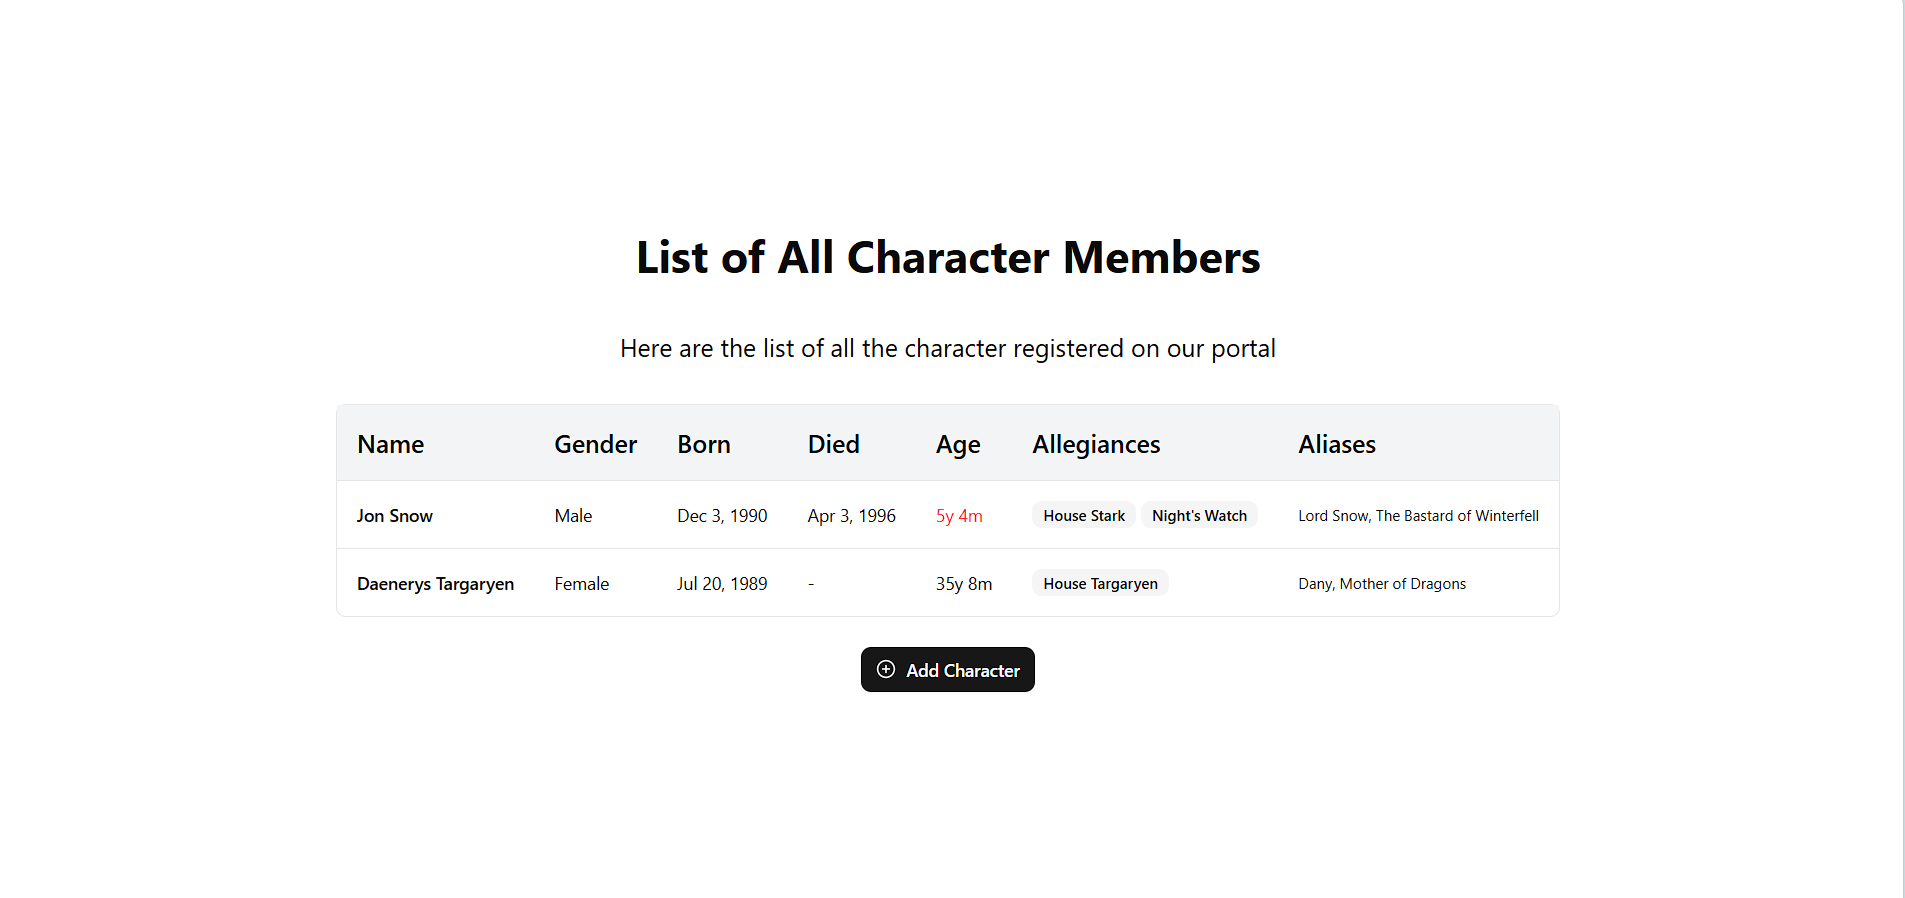 List of All Character Members
Here are the list of all the character registered on our portal
Name Gender Born Died Age Allegiances Aliases
Jon Snow Male Dec 3, 1990 Apr 3, 1996 5y 4m House Stark Night's Watch Lord Snow, The Bastard of Winterfell
Daenerys Targaryen Female Jul 20, 1989 - 35y 8m House Targaryen Dany, Mother of Dragons
Add Character